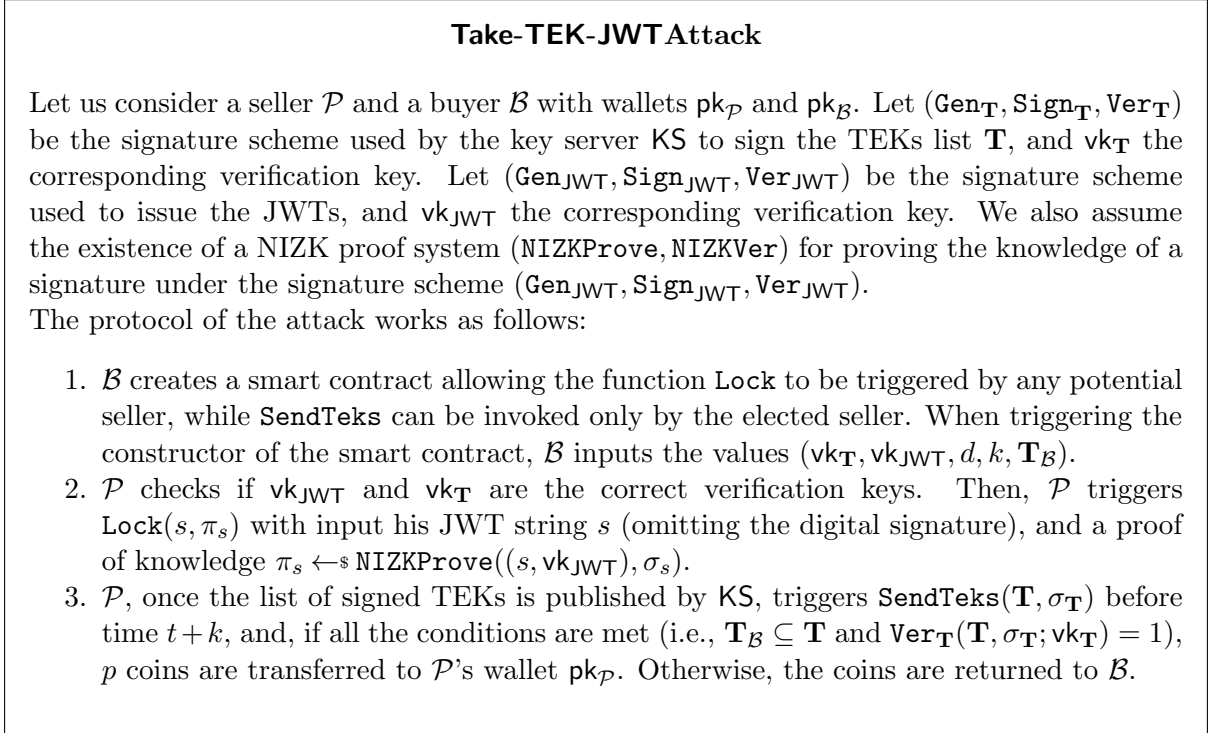 Take-TEK-JWTAttack
Let us consider a seller 𝒫 and a buyer ℬ with wallets pk_𝒫 and pk_ℬ. Let (Gen_𝐓, Sign_𝐓, Ver_𝐓)
be the signature scheme used by the key server KS to sign the TEKs list 𝐓, and vk_𝐓 the
corresponding verification key. Let (Gen_JWT, Sign_JWT, Ver_JWT) be the signature scheme
used to issue the JWTs, and vk_JWT the corresponding verification key. We also assume
the existence of a NIZK proof system (NIZKProve, NIZKVer) for proving the knowledge of a
signature under the signature scheme (Gen_JWT, Sign_JWT, Ver_JWT).
The protocol of the attack works as follows:
1. ℬ creates a smart contract allowing the function Lock to be triggered by any potential
seller, while SendTeks can be invoked only by the elected seller. When triggering the
constructor of the smart contract, ℬ inputs the values (vk_𝐓, vk_JWT, d, k, 𝐓_ℬ).
2. 𝒫 checks if vk_JWT and vk_𝐓 are the correct verification keys. Then, 𝒫 triggers
Lock(s, π_s) with input his JWT string s (omitting the digital signature), and a proof
of knowledge π_s ←$ NIZKProve((s, vk_JWT), σ_s).
3. 𝒫, once the list of signed TEKs is published by KS, triggers SendTeks(𝐓, σ_𝐓) before
time t + k, and, if all the conditions are met (i.e., 𝐓_ℬ ⊆ 𝐓 and Ver_𝐓(𝐓, σ_𝐓; vk_𝐓) = 1),
p coins are transferred to 𝒫's wallet pk_𝒫. Otherwise, the coins are returned to ℬ.